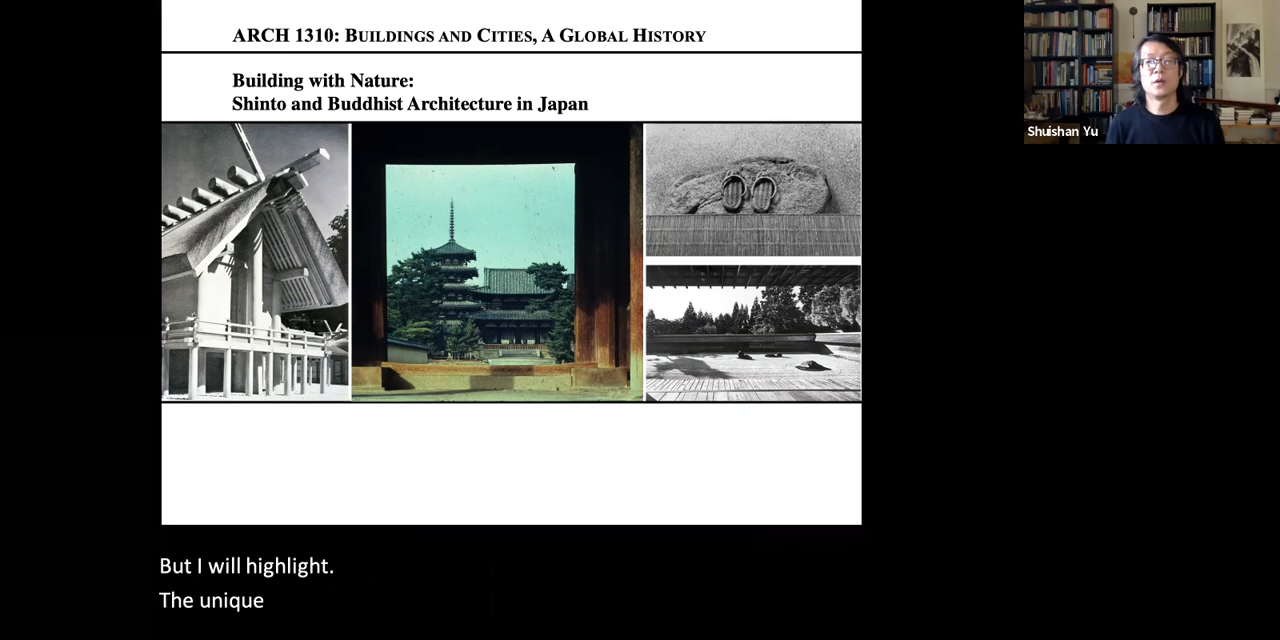 ARCH 1310: BUILDINGS AND CITIES, A GLOBAL HISTORY
Building with Nature:
Shinto and Buddhist Architecture in Japan
Shuishan Yu
But I will highlight.
The unique